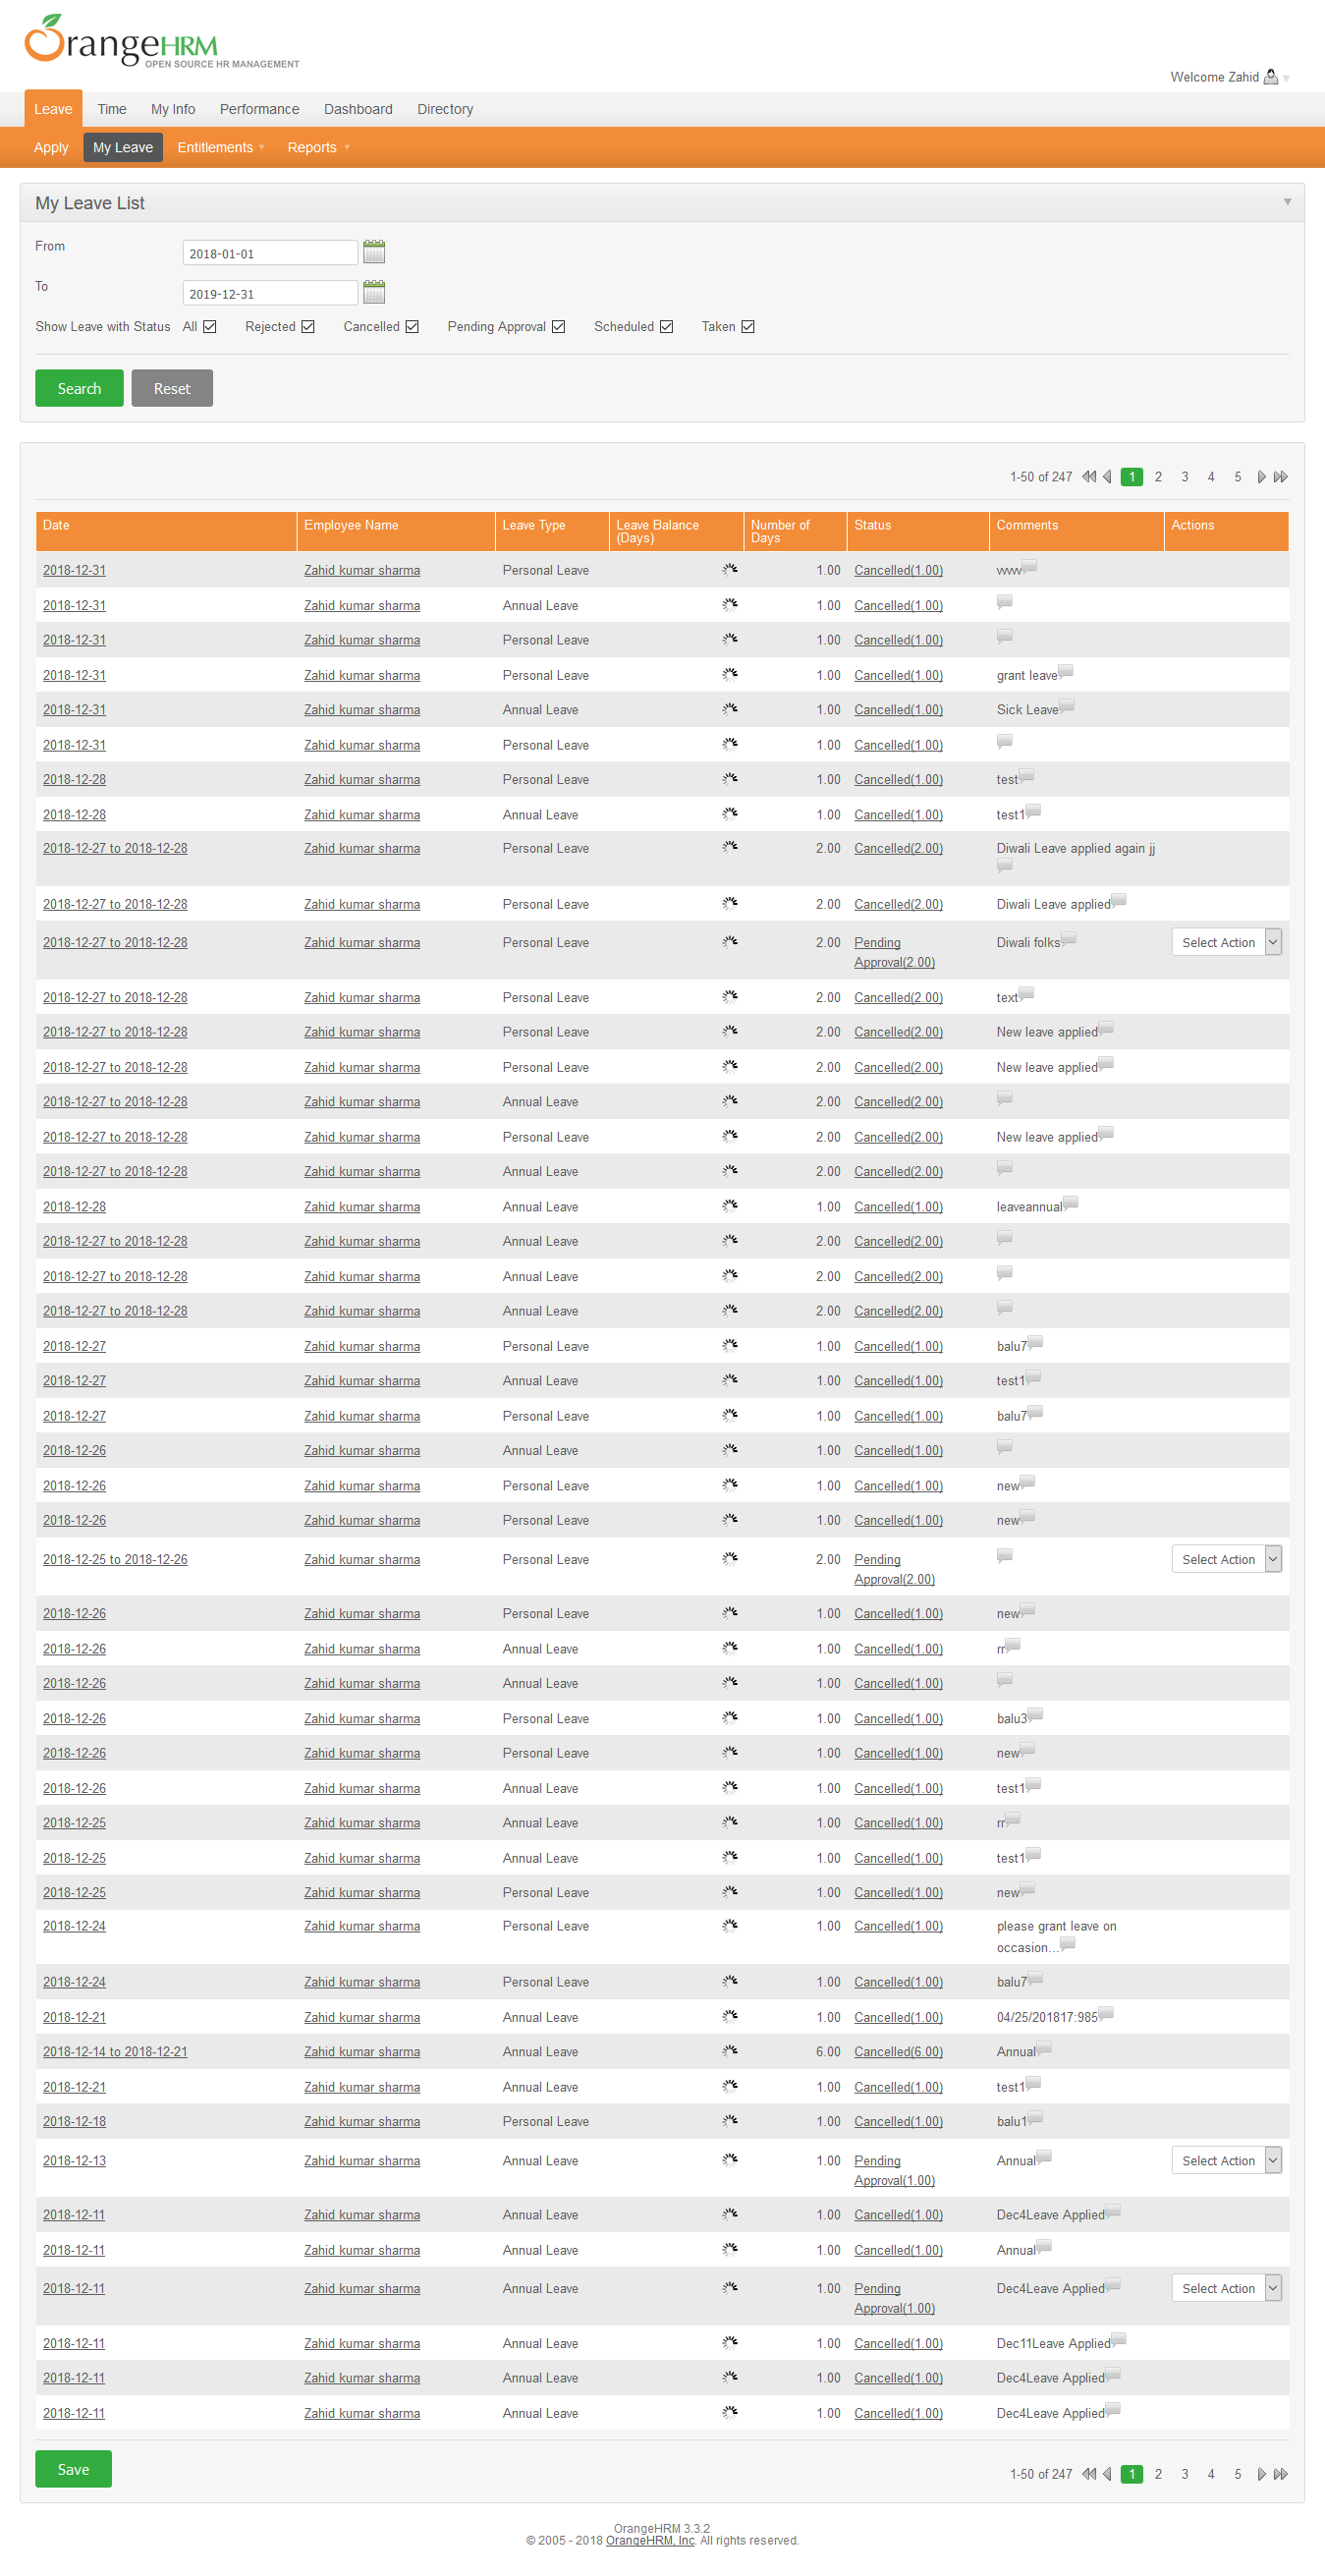 OrangeHRM
OPEN SOURCE HR MANAGEMENT
Welcome Zahid
Leave Time My Info Performance Dashboard Directory
Apply My Leave Entitlements Reports
My Leave List
From 2018-01-01
To 2019-12-31
Show Leave with Status All Rejected Cancelled Pending Approval Scheduled Taken
Search Reset
1-50 of 247 1 2 3 4 5
Date Employee Name Leave Type Leave Balance (Days) Number of Days Status Comments Actions
2018-12-31 Zahid kumar sharma Personal Leave 1.00 Cancelled(1.00)
2018-12-31 Zahid kumar sharma Annual Leave 1.00 Cancelled(1.00)
2018-12-31 Zahid kumar sharma Personal Leave 1.00 Cancelled(1.00)
2018-12-31 Zahid kumar sharma Personal Leave 1.00 Cancelled(1.00) grant leave
2018-12-31 Zahid kumar sharma Annual Leave 1.00 Cancelled(1.00) Sick Leave
2018-12-31 Zahid kumar sharma Personal Leave 1.00 Cancelled(1.00)
2018-12-28 Zahid kumar sharma Personal Leave 1.00 Cancelled(1.00) test
2018-12-28 Zahid kumar sharma Annual Leave 1.00 Cancelled(1.00) test1
2018-12-27 to 2018-12-28 Zahid kumar sharma Personal Leave 2.00 Cancelled(2.00) Diwali Leave applied again jj
2018-12-27 to 2018-12-28 Zahid kumar sharma Personal Leave 2.00 Cancelled(2.00) Diwali Leave applied
2018-12-27 to 2018-12-28 Zahid kumar sharma Personal Leave 2.00 Pending Approval(2.00) Diwali folks Select Action
2018-12-27 to 2018-12-28 Zahid kumar sharma Personal Leave 2.00 Cancelled(2.00) text
2018-12-27 to 2018-12-28 Zahid kumar sharma Personal Leave 2.00 Cancelled(2.00) New leave applied
2018-12-27 to 2018-12-28 Zahid kumar sharma Personal Leave 2.00 Cancelled(2.00) New leave applied
2018-12-27 to 2018-12-28 Zahid kumar sharma Annual Leave 2.00 Cancelled(2.00)
2018-12-27 to 2018-12-28 Zahid kumar sharma Personal Leave 2.00 Cancelled(2.00) New leave applied
2018-12-27 to 2018-12-28 Zahid kumar sharma Annual Leave 2.00 Cancelled(2.00)
2018-12-28 Zahid kumar sharma Annual Leave 1.00 Cancelled(1.00) leaveannual
2018-12-27 to 2018-12-28 Zahid kumar sharma Annual Leave 2.00 Cancelled(2.00)
2018-12-27 to 2018-12-28 Zahid kumar sharma Annual Leave 2.00 Cancelled(2.00)
2018-12-27 to 2018-12-28 Zahid kumar sharma Annual Leave 2.00 Cancelled(2.00)
2018-12-27 Zahid kumar sharma Personal Leave 1.00 Cancelled(1.00) balu7
2018-12-27 Zahid kumar sharma Annual Leave 1.00 Cancelled(1.00) test1
2018-12-27 Zahid kumar sharma Personal Leave 1.00 Cancelled(1.00) balu7
2018-12-26 Zahid kumar sharma Annual Leave 1.00 Cancelled(1.00)
2018-12-26 Zahid kumar sharma Personal Leave 1.00 Cancelled(1.00) new
2018-12-26 Zahid kumar sharma Personal Leave 1.00 Cancelled(1.00) new
2018-12-25 to 2018-12-26 Zahid kumar sharma Personal Leave 2.00 Pending Approval(2.00) Select Action
2018-12-26 Zahid kumar sharma Personal Leave 1.00 Cancelled(1.00) new
2018-12-26 Zahid kumar sharma Annual Leave 1.00 Cancelled(1.00) rr
2018-12-26 Zahid kumar sharma Annual Leave 1.00 Cancelled(1.00)
2018-12-26 Zahid kumar sharma Personal Leave 1.00 Cancelled(1.00) balu3
2018-12-26 Zahid kumar sharma Personal Leave 1.00 Cancelled(1.00) new
2018-12-26 Zahid kumar sharma Annual Leave 1.00 Cancelled(1.00) test1
2018-12-25 Zahid kumar sharma Annual Leave 1.00 Cancelled(1.00) rr
2018-12-25 Zahid kumar sharma Annual Leave 1.00 Cancelled(1.00) test1
2018-12-25 Zahid kumar sharma Personal Leave 1.00 Cancelled(1.00) new
2018-12-24 Zahid kumar sharma Personal Leave 1.00 Cancelled(1.00) please grant leave on occasion...
2018-12-24 Zahid kumar sharma Personal Leave 1.00 Cancelled(1.00) balu7
2018-12-21 Zahid kumar sharma Annual Leave 1.00 Cancelled(1.00) 04/25/201817:985
2018-12-14 to 2018-12-21 Zahid kumar sharma Annual Leave 6.00 Cancelled(6.00) Annual
2018-12-21 Zahid kumar sharma Annual Leave 1.00 Cancelled(1.00) test1
2018-12-18 Zahid kumar sharma Personal Leave 1.00 Cancelled(1.00) balu1
2018-12-13 Zahid kumar sharma Annual Leave 1.00 Pending Approval(1.00) Annual Select Action
2018-12-11 Zahid kumar sharma Annual Leave 1.00 Cancelled(1.00) Dec4Leave Applied
2018-12-11 Zahid kumar sharma Annual Leave 1.00 Cancelled(1.00) Annual
2018-12-11 Zahid kumar sharma Annual Leave 1.00 Pending Approval(1.00) Dec4Leave Applied Select Action
2018-12-11 Zahid kumar sharma Annual Leave 1.00 Cancelled(1.00) Dec11Leave Applied
2018-12-11 Zahid kumar sharma Annual Leave 1.00 Cancelled(1.00) Dec4Leave Applied
2018-12-11 Zahid kumar sharma Annual Leave 1.00 Cancelled(1.00) Dec4Leave Applied
Save 1-50 of 247 1 2 3 4 5
OrangeHRM 3.3.2
© 2005 - 2018 OrangeHRM, Inc. All rights reserved.